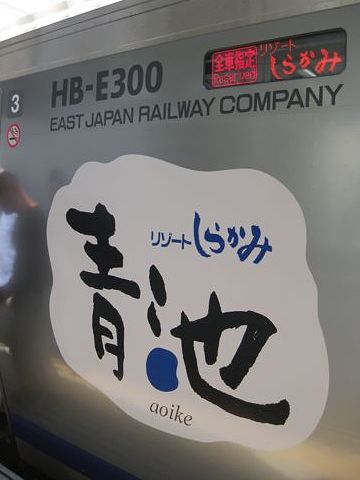 全車指定
Reserved
リゾート
しらかみ
3
HB-E300
EAST JAPAN RAILWAY COMPANY
リゾートしらかみ
青池
aoike